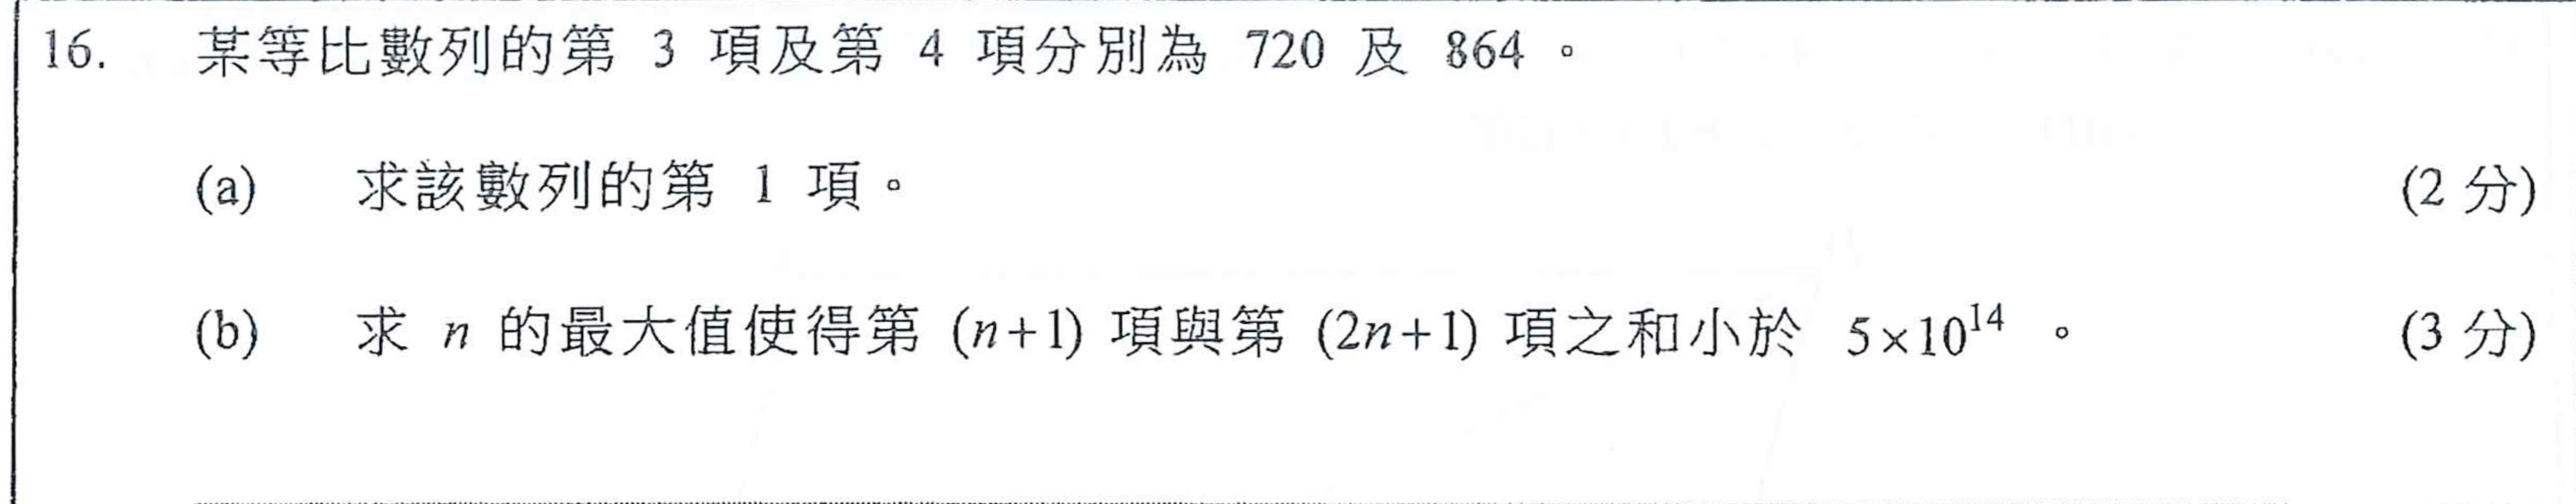 16. 某等比數列的第 3 項及第 4 項分別為 720 及 864 。
(a) 求該數列的第 1 項。 (2 分)
(b) 求 n 的最大值使得第 (n+1) 項與第 (2n+1) 項之和小於 5×10¹⁴ 。 (3 分)